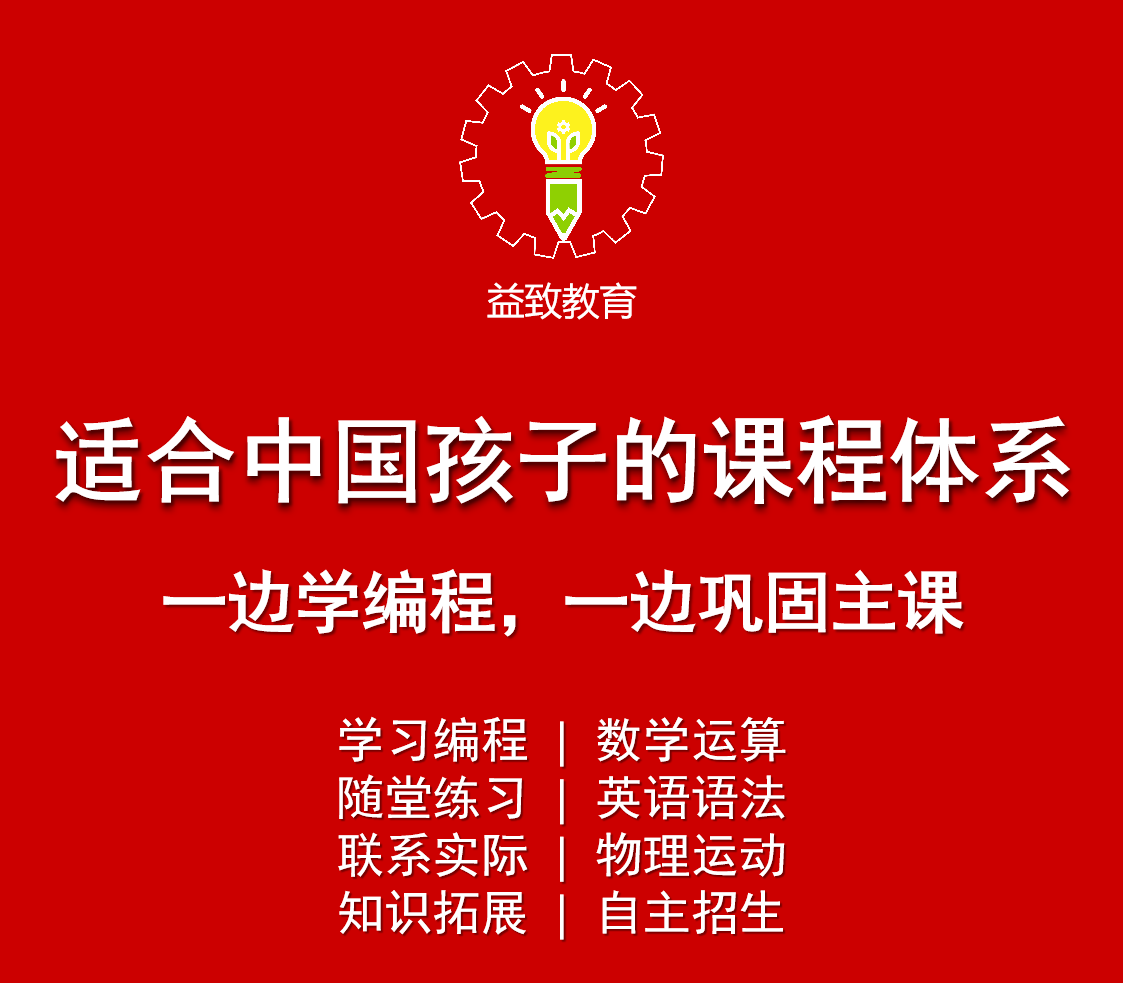 益致教育
适合中国孩子的课程体系
一边学编程，一边巩固主课
学习编程 | 数学运算
随堂练习 | 英语语法
联系实际 | 物理运动
知识拓展 | 自主招生